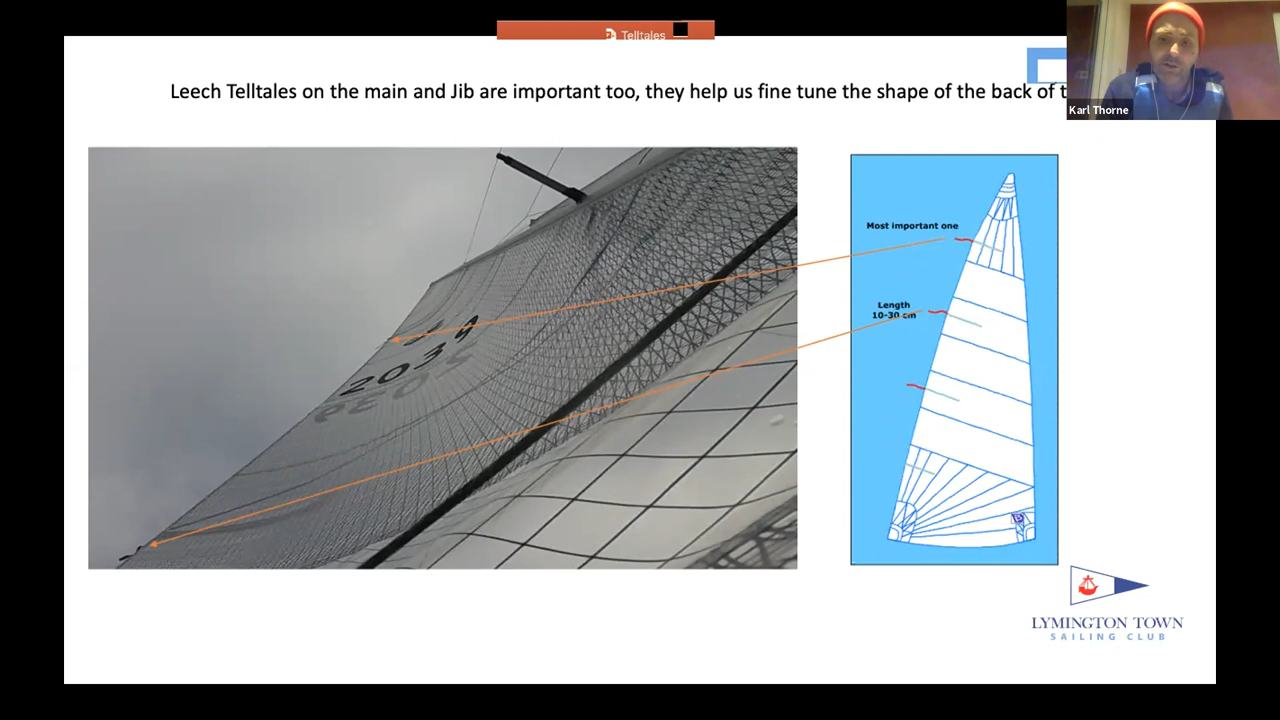 Telltales
Leech Telltales on the main and Jib are important too, they help us fine tune the shape of the back of
Karl Thorne
Most important one
Length
10-30 cm
2039
LYMINGTON TOWN
SAILING CLUB